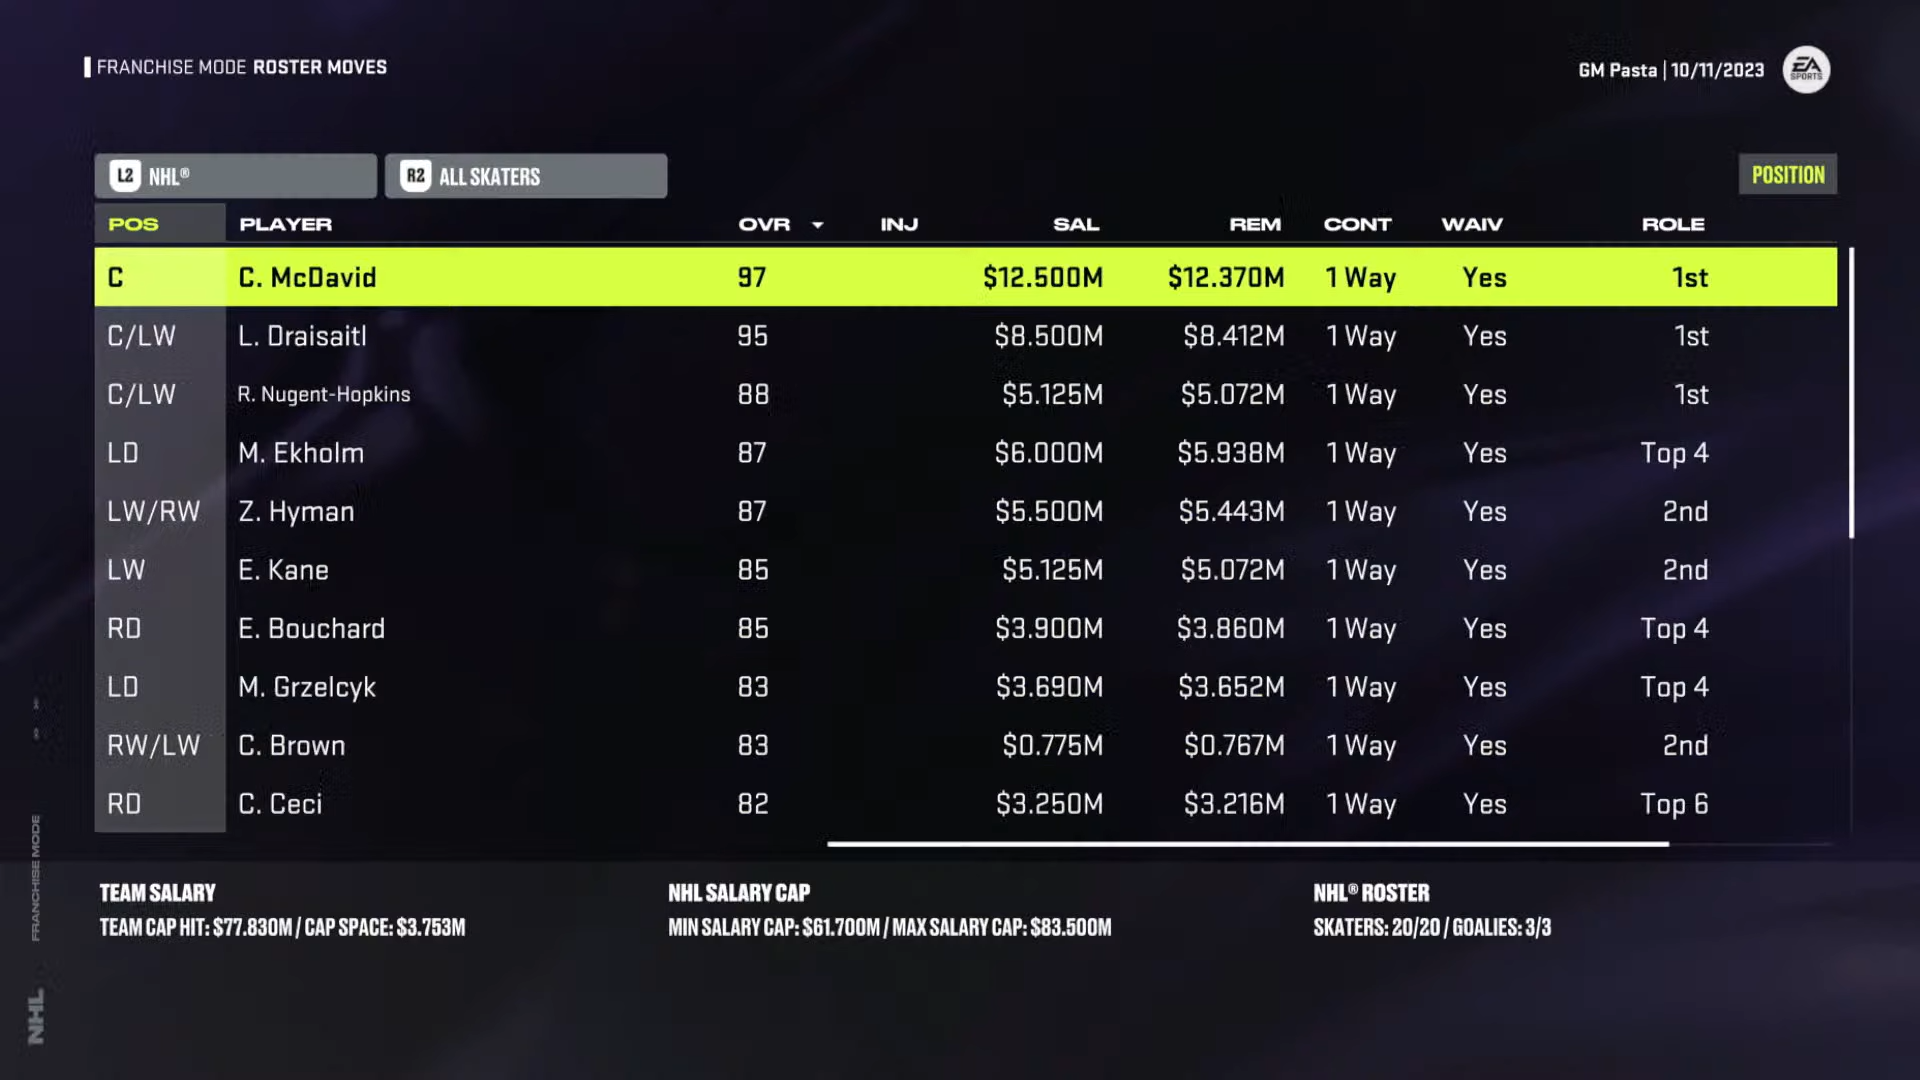 FRANCHISE MODE ROSTER MOVES
GM Pasta | 10/11/2023
EA SPORTS
L2 NHL® R2 ALL SKATERS POSITION
POS PLAYER OVR INJ SAL REM CONT WAIV ROLE
C C. McDavid 97 $12.500M $12.370M 1 Way Yes 1st
C/LW L. Draisaitl 95 $8.500M $8.412M 1 Way Yes 1st
C/LW R. Nugent-Hopkins 88 $5.125M $5.072M 1 Way Yes 1st
LD M. Ekholm 87 $6.000M $5.938M 1 Way Yes Top 4
LW/RW Z. Hyman 87 $5.500M $5.443M 1 Way Yes 2nd
LW E. Kane 85 $5.125M $5.072M 1 Way Yes 2nd
RD E. Bouchard 85 $3.900M $3.860M 1 Way Yes Top 4
LD M. Grzelcyk 83 $3.690M $3.652M 1 Way Yes Top 4
RW/LW C. Brown 83 $0.775M $0.767M 1 Way Yes 2nd
RD C. Ceci 82 $3.250M $3.216M 1 Way Yes Top 6
TEAM SALARY
TEAM CAP HIT: $77.830M / CAP SPACE: $3.753M
NHL SALARY CAP
MIN SALARY CAP: $61.700M / MAX SALARY CAP: $83.500M
NHL® ROSTER
SKATERS: 20/20 / GOALIES: 3/3
NHL
FRANCHISE MODE